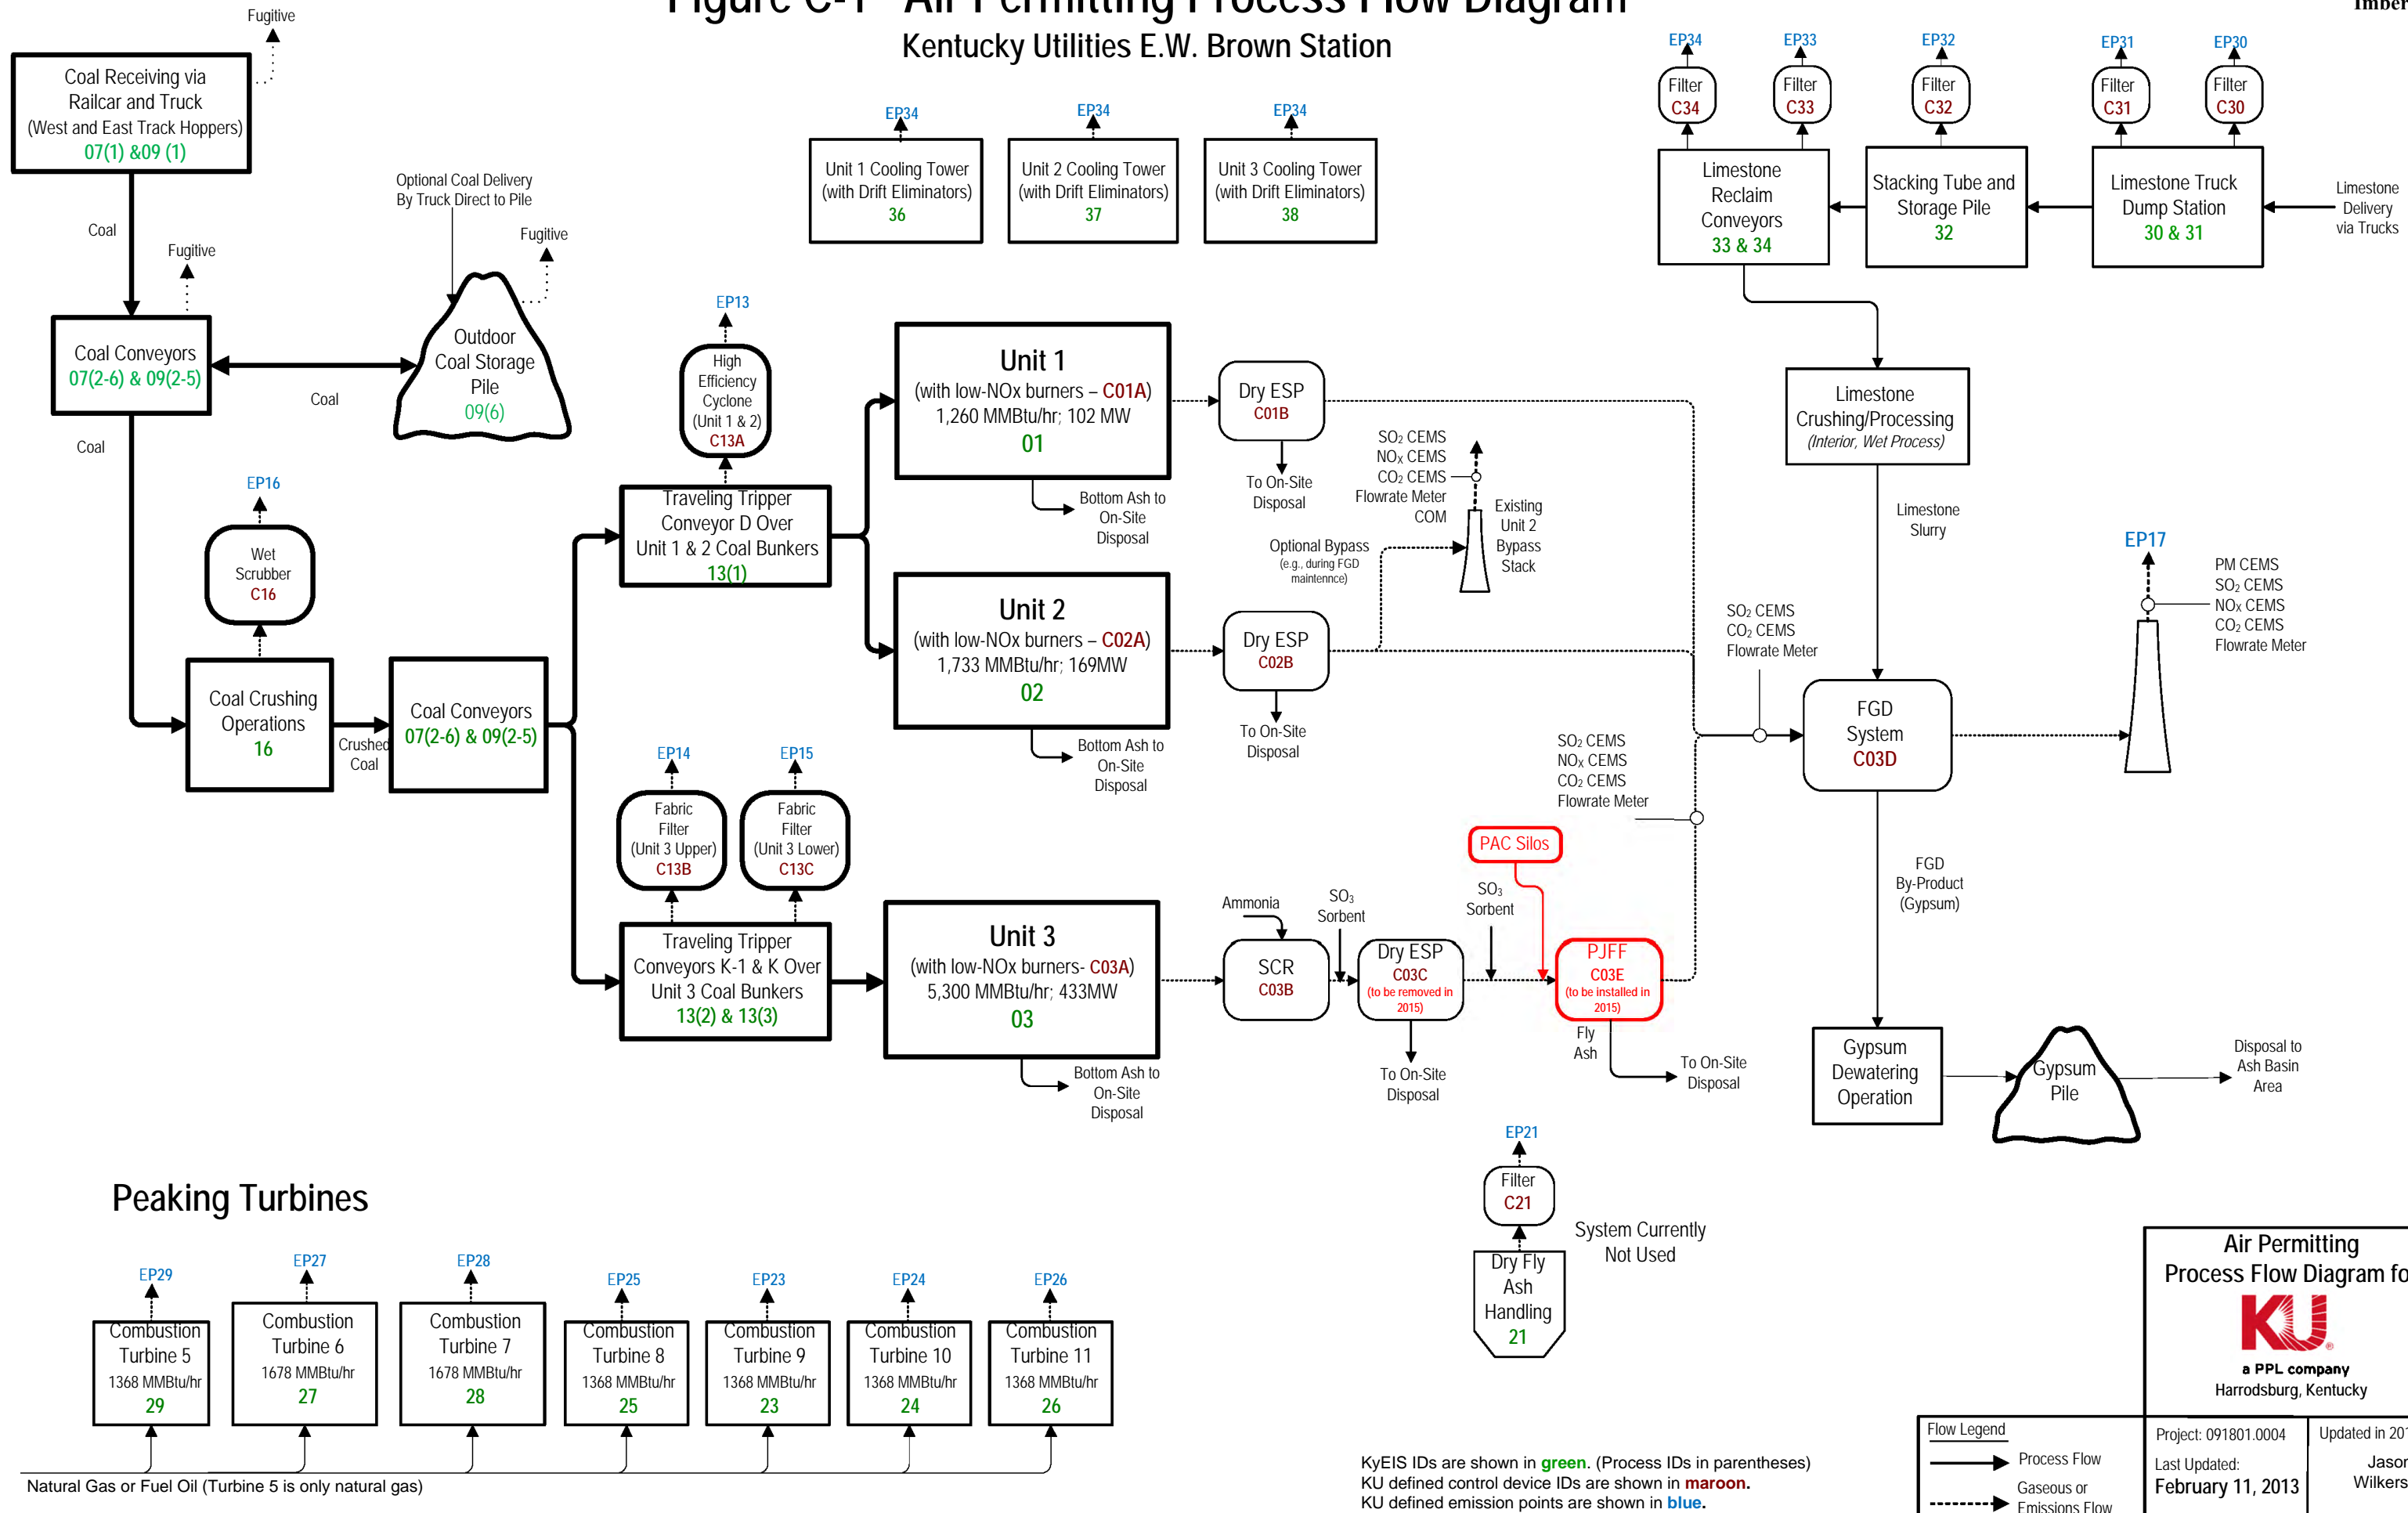 Figure C-1 Air Permitting Process Flow Diagram
Kentucky Utilities E.W. Brown Station
Fugitive
Coal Receiving via
Railcar and Truck
(West and East Track Hoppers)
07(1) &09 (1)
Coal
Fugitive
Optional Coal Delivery
By Truck Direct to Pile
Fugitive
Coal Conveyors
07(2-6) & 09(2-5)
Coal
Outdoor
Coal Storage
Pile
09(6)
Coal
EP16
Wet
Scrubber
C16
Coal Crushing
Operations
16
Crushed
Coal
Coal Conveyors
07(2-6) & 09(2-5)
EP34
Unit 1 Cooling Tower
(with Drift Eliminators)
36
EP34
Unit 2 Cooling Tower
(with Drift Eliminators)
37
EP34
Unit 3 Cooling Tower
(with Drift Eliminators)
38
EP13
High
Efficiency
Cyclone
(Unit 1 & 2)
C13A
Traveling Tripper
Conveyor D Over
Unit 1 & 2 Coal Bunkers
13(1)
Unit 1
(with low-NOx burners – C01A)
1,260 MMBtu/hr; 102 MW
01
Bottom Ash to
On-Site
Disposal
Dry ESP
C01B
To On-Site
Disposal
Unit 2
(with low-NOx burners – C02A)
1,733 MMBtu/hr; 169MW
02
Bottom Ash to
On-Site
Disposal
Dry ESP
C02B
To On-Site
Disposal
SO2 CEMS
NOX CEMS
CO2 CEMS
Flowrate Meter
COM
Existing
Unit 2
Bypass
Stack
Optional Bypass
(e.g., during FGD
maintennce)
EP14
Fabric
Filter
(Unit 3 Upper)
C13B
EP15
Fabric
Filter
(Unit 3 Lower)
C13C
Traveling Tripper
Conveyors K-1 & K Over
Unit 3 Coal Bunkers
13(2) & 13(3)
Unit 3
(with low-NOx burners- C03A)
5,300 MMBtu/hr; 433MW
03
Bottom Ash to
On-Site
Disposal
Ammonia
SCR
C03B
SO3
Sorbent
Dry ESP
C03C
(to be removed in
2015)
To On-Site
Disposal
SO3
Sorbent
PAC Silos
PJFF
C03E
(to be installed in
2015)
Fly
Ash
To On-Site
Disposal
SO2 CEMS
NOX CEMS
CO2 CEMS
Flowrate Meter
SO2 CEMS
CO2 CEMS
Flowrate Meter
EP34
Filter
C34
EP33
Filter
C33
EP32
Filter
C32
EP31
Filter
C31
EP30
Filter
C30
Limestone
Reclaim
Conveyors
33 & 34
Stacking Tube and
Storage Pile
32
Limestone Truck
Dump Station
30 & 31
Limestone
Delivery
via Trucks
Limestone
Crushing/Processing
(Interior, Wet Process)
Limestone
Slurry
FGD
System
C03D
EP17
PM CEMS
SO2 CEMS
NOX CEMS
CO2 CEMS
Flowrate Meter
FGD
By-Product
(Gypsum)
Gypsum
Dewatering
Operation
Gypsum
Pile
Disposal to
Ash Basin
Area
EP21
Filter
C21
System Currently
Not Used
Dry Fly
Ash
Handling
21
Peaking Turbines
EP29
Combustion
Turbine 5
1368 MMBtu/hr
29
EP27
Combustion
Turbine 6
1678 MMBtu/hr
27
EP28
Combustion
Turbine 7
1678 MMBtu/hr
28
EP25
Combustion
Turbine 8
1368 MMBtu/hr
25
EP23
Combustion
Turbine 9
1368 MMBtu/hr
23
EP24
Combustion
Turbine 10
1368 MMBtu/hr
24
EP26
Combustion
Turbine 11
1368 MMBtu/hr
26
Natural Gas or Fuel Oil (Turbine 5 is only natural gas)
KyEIS IDs are shown in green. (Process IDs in parentheses)
KU defined control device IDs are shown in maroon.
KU defined emission points are shown in blue.
Air Permitting
Process Flow Diagram
KU
a PPL company
Harrodsburg, Kentucky
Flow Legend
Process Flow
Gaseous or
Emissions Flow
Project: 091801.0004
Last Updated:
February 11, 2013
Updated in
Jason